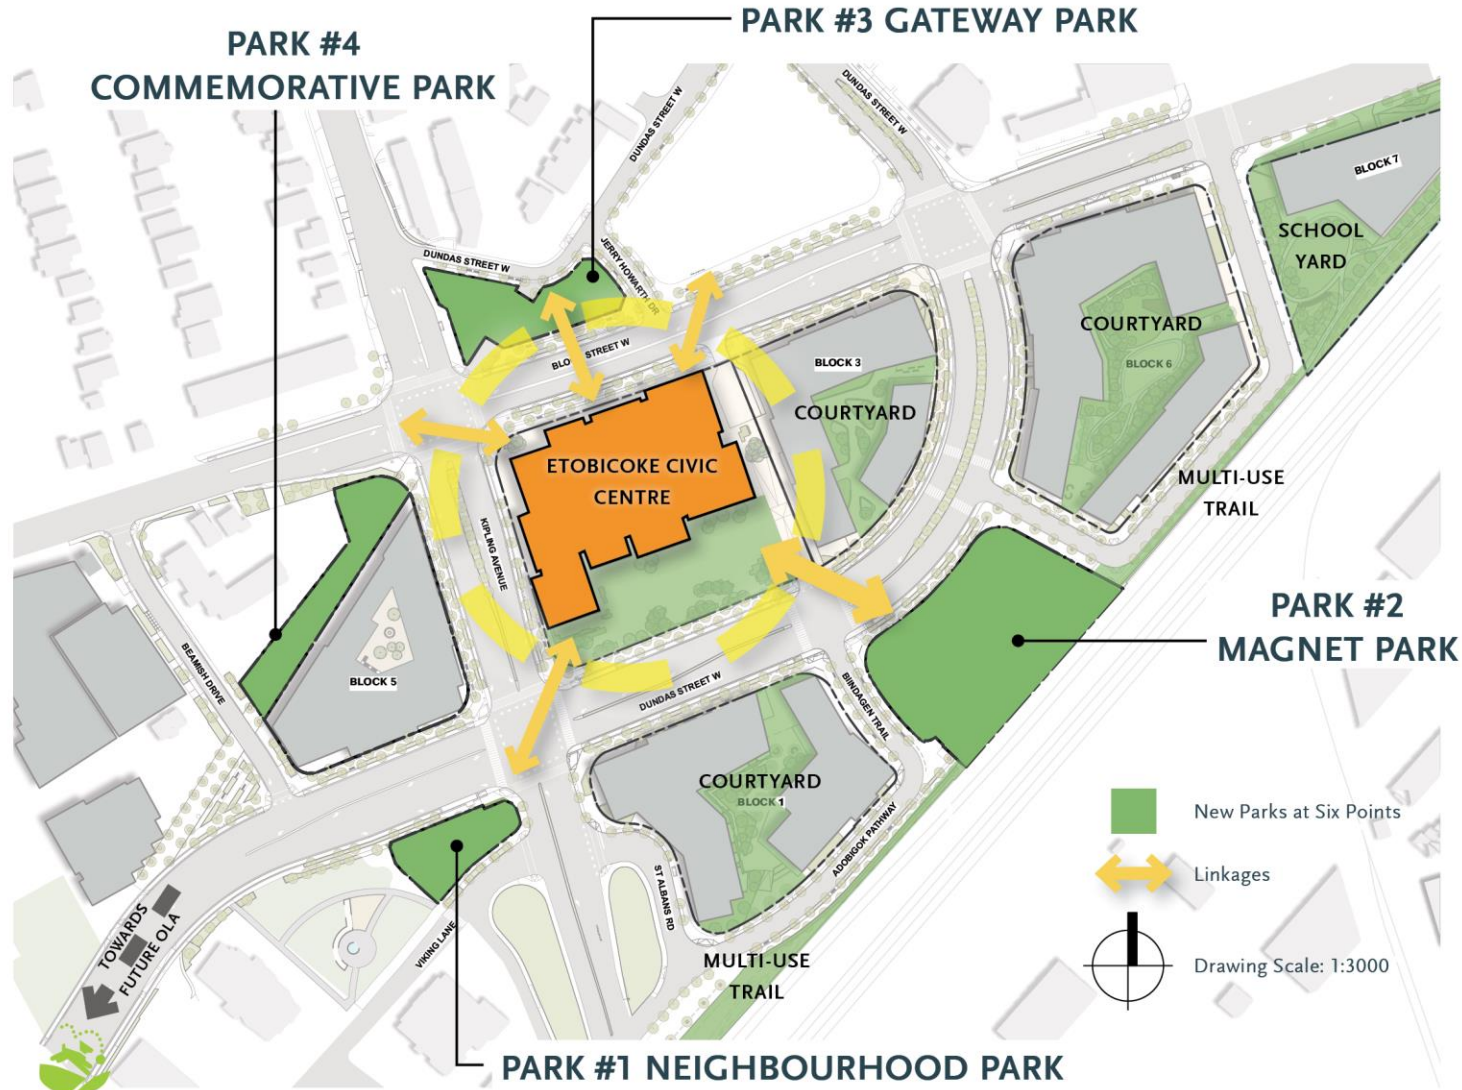 PARK #3 GATEWAY PARK
PARK #4
COMMEMORATIVE PARK
DUNDAS STREET W
DUNDAS STREET W
BLOCK 7
SCHOOL
YARD
DUNDAS STREET W
JERRY HOWARTH DR
COURTYARD
BLOCK 6
BLOOR STREET W
BLOCK 3
COURTYARD
ETOBICOKE CIVIC
CENTRE
MULTI-USE
TRAIL
KIPLING AVENUE
PARK #2
MAGNET PARK
BEAMISH DRIVE
BLOCK 5
DUNDAS STREET W
BIINDAGEN TRAIL
COURTYARD
BLOCK 1
New Parks at Six Points
ADOBIGOK PATHWAY
Linkages
ST ALBANS RD
TOWARDS
FUTURE OLA
VIKING LANE
MULTI-USE
TRAIL
Drawing Scale: 1:3000
PARK #1 NEIGHBOURHOOD PARK